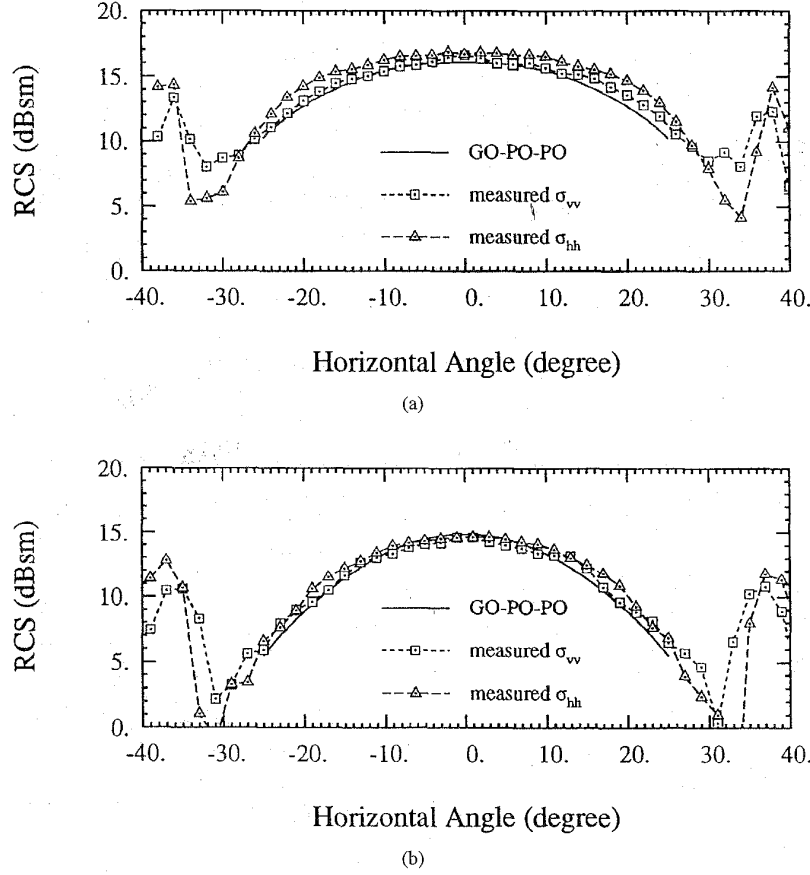 20.
15.
10.
5.
0.
RCS (dBsm)
GO-PO-PO
measured σvv
measured σhh
-40. -30. -20. -10. 0. 10. 20. 30. 40.
Horizontal Angle (degree)
(a)
20.
15.
10.
5.
0.
RCS (dBsm)
GO-PO-PO
measured σvv
measured σhh
-40. -30. -20. -10. 0. 10. 20. 30. 40.
Horizontal Angle (degree)
(b)